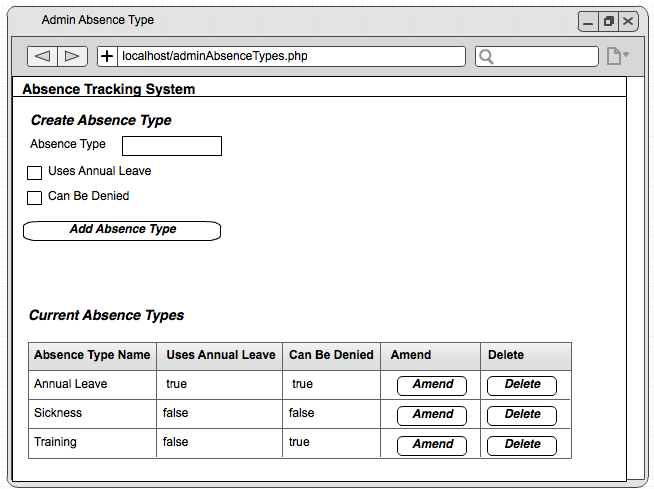 Admin Absence Type
localhost/adminAbsenceTypes.php
Absence Tracking System
Create Absence Type
Absence Type
Uses Annual Leave
Can Be Denied
Add Absence Type
Current Absence Types
Absence Type Name Uses Annual Leave Can Be Denied Amend Delete
Annual Leave true true Amend Delete
Sickness false false Amend Delete
Training false true Amend Delete